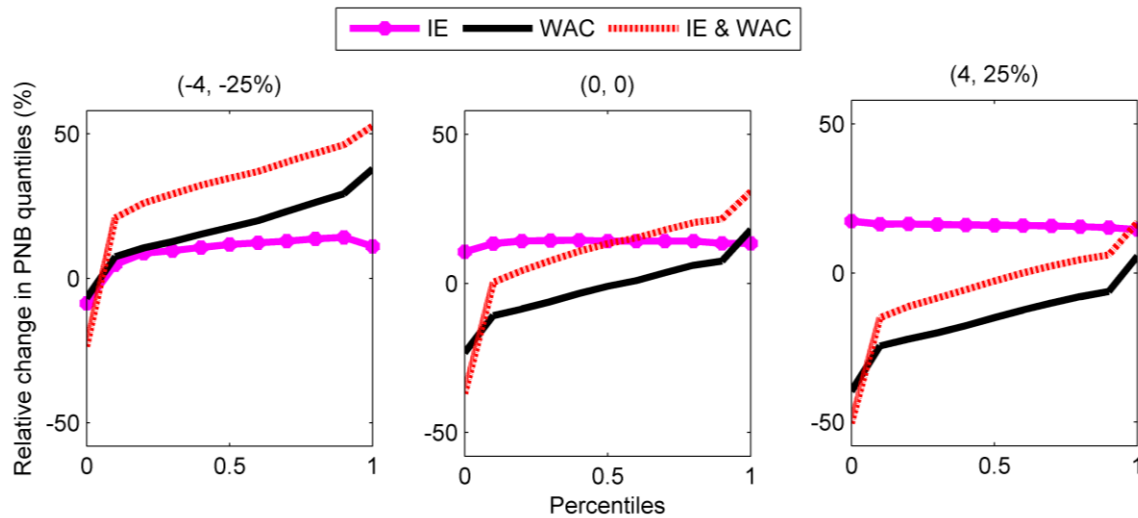 IE WAC IE & WAC
(-4, -25%) (0, 0) (4, 25%)
Relative change in PNB quantiles (%)
50 50 50
0 0 0
-50 -50 -50
0 0.5 1 0 0.5 1 0 0.5 1
Percentiles